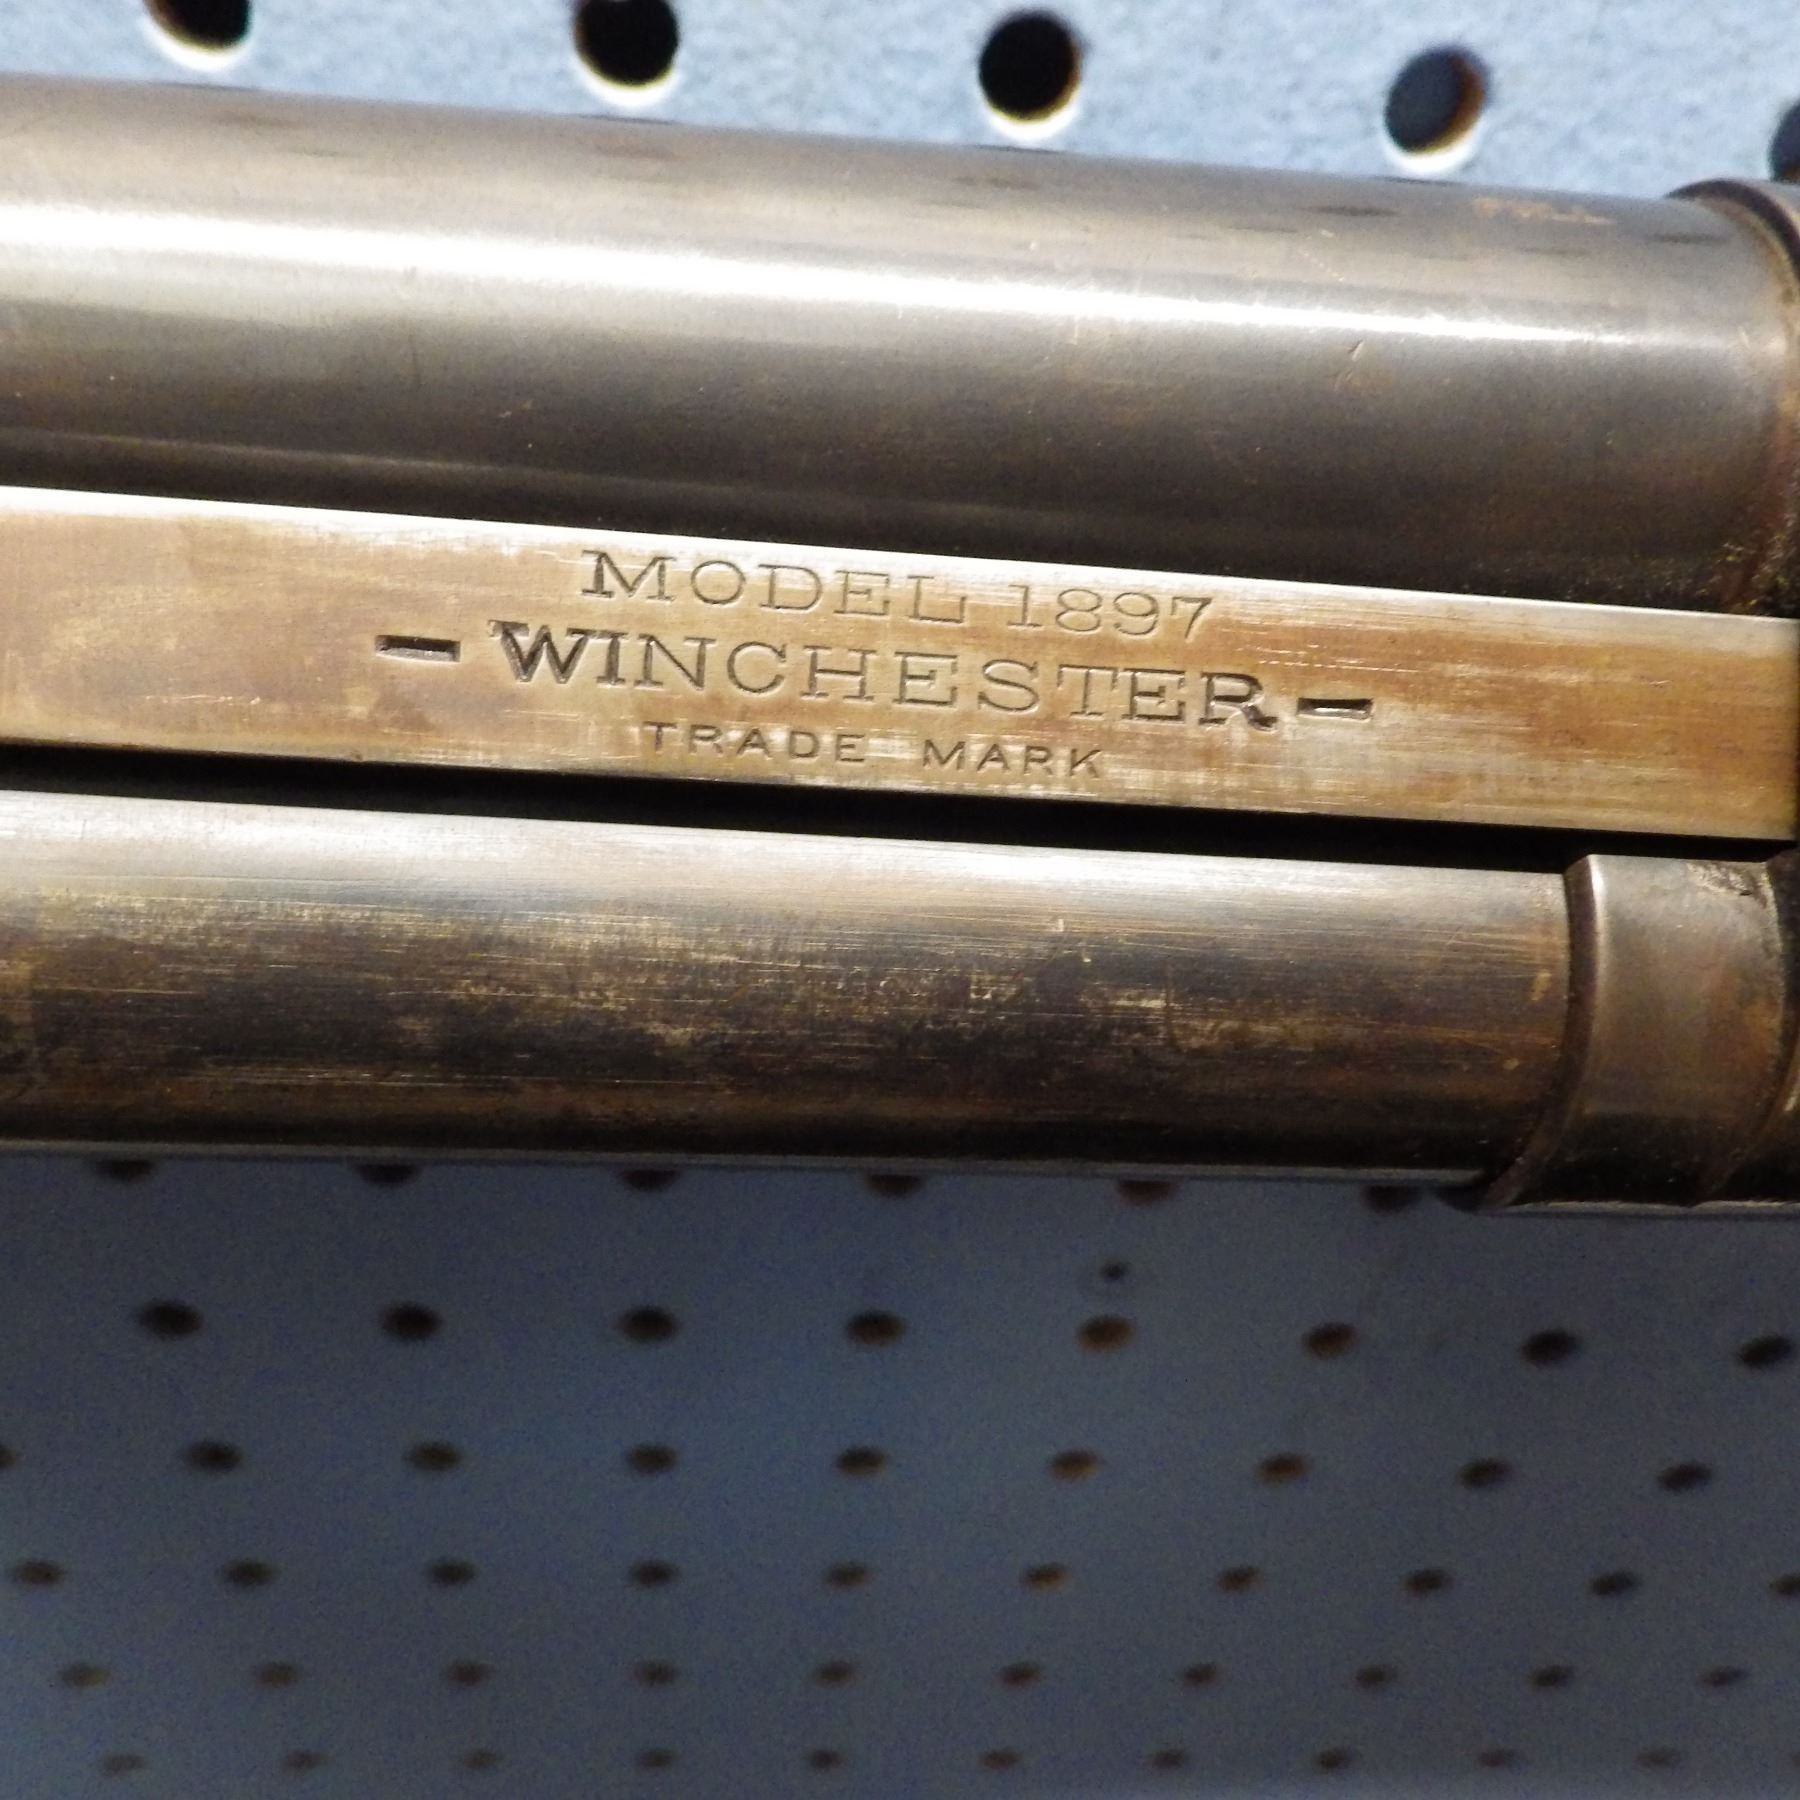 MODEL 1897
- WINCHESTER -
TRADE MARK